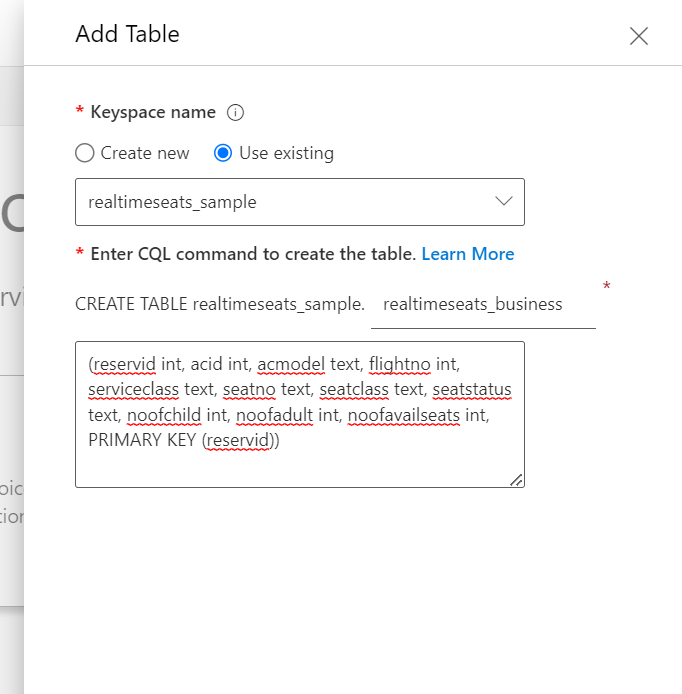 Add Table
* Keyspace name
Create new Use existing
realtimeseats_sample
* Enter CQL command to create the table. Learn More
CREATE TABLE realtimeseats_sample. realtimeseats_business *
(reservid int, acid int, acmodel text, flightno int,
serviceclass text, seatno text, seatclass text, seatstatus
text, noofchild int, noofadult int, noofavailseats int,
PRIMARY KEY (reservid))